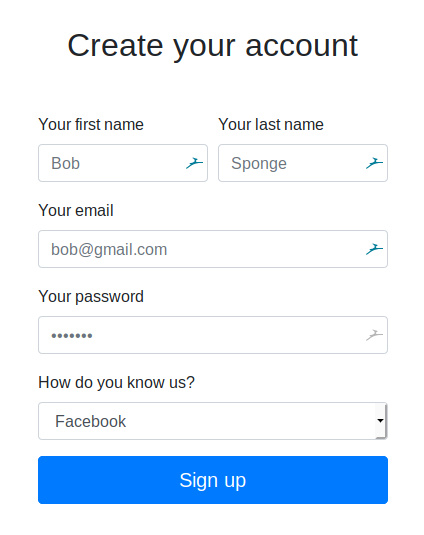 Create your account
Your first name Your last name
Bob Sponge
Your email
bob@gmail.com
Your password
•••••••
How do you know us?
Facebook
Sign up